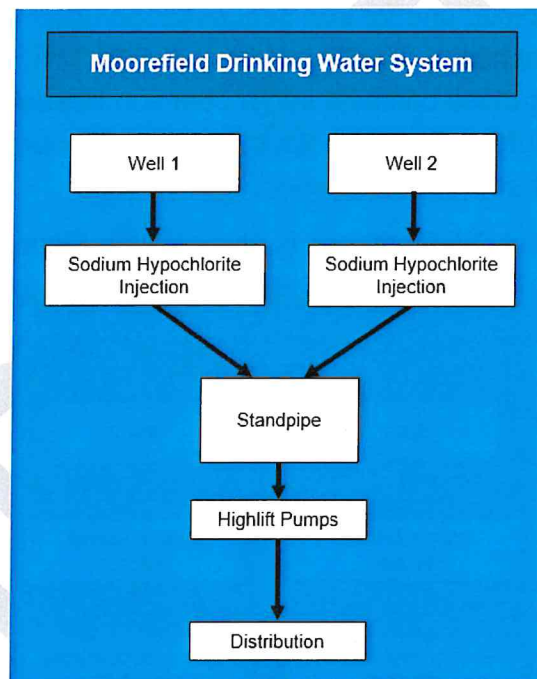 Moorefield Drinking Water System
Well 1
Well 2
Sodium Hypochlorite
Injection
Sodium Hypochlorite
Injection
Standpipe
Highlift Pumps
Distribution